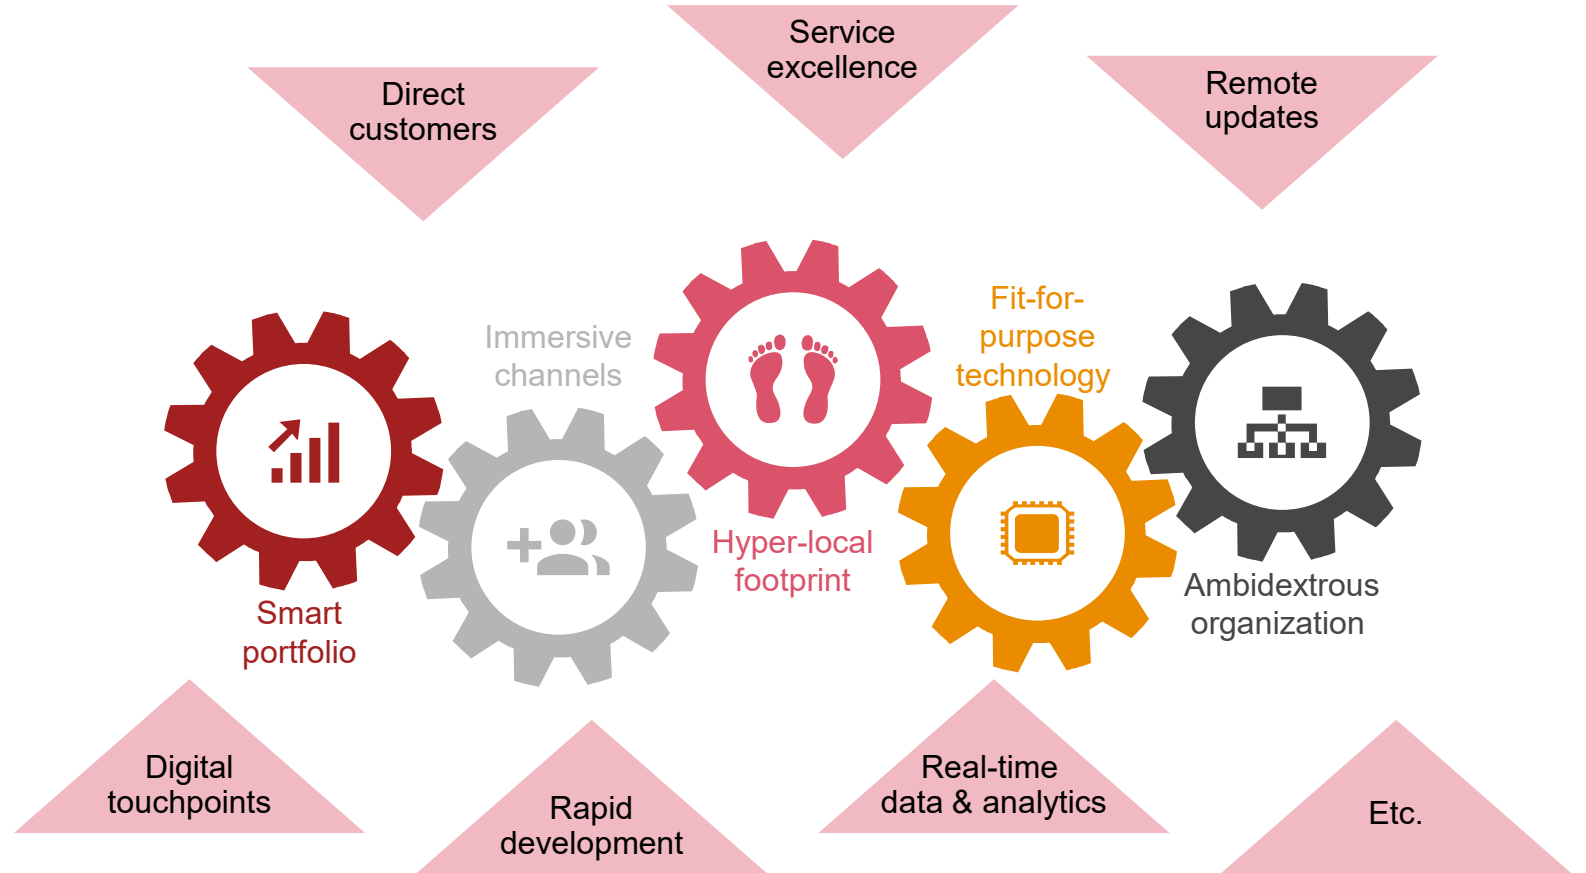 Service
excellence
Direct
customers
Remote
updates
Immersive
channels
Fit-for-
purpose
technology
Hyper-local
footprint
Smart
portfolio
Ambidextrous
organization
Digital
touchpoints
Rapid
development
Real-time
data & analytics
Etc.